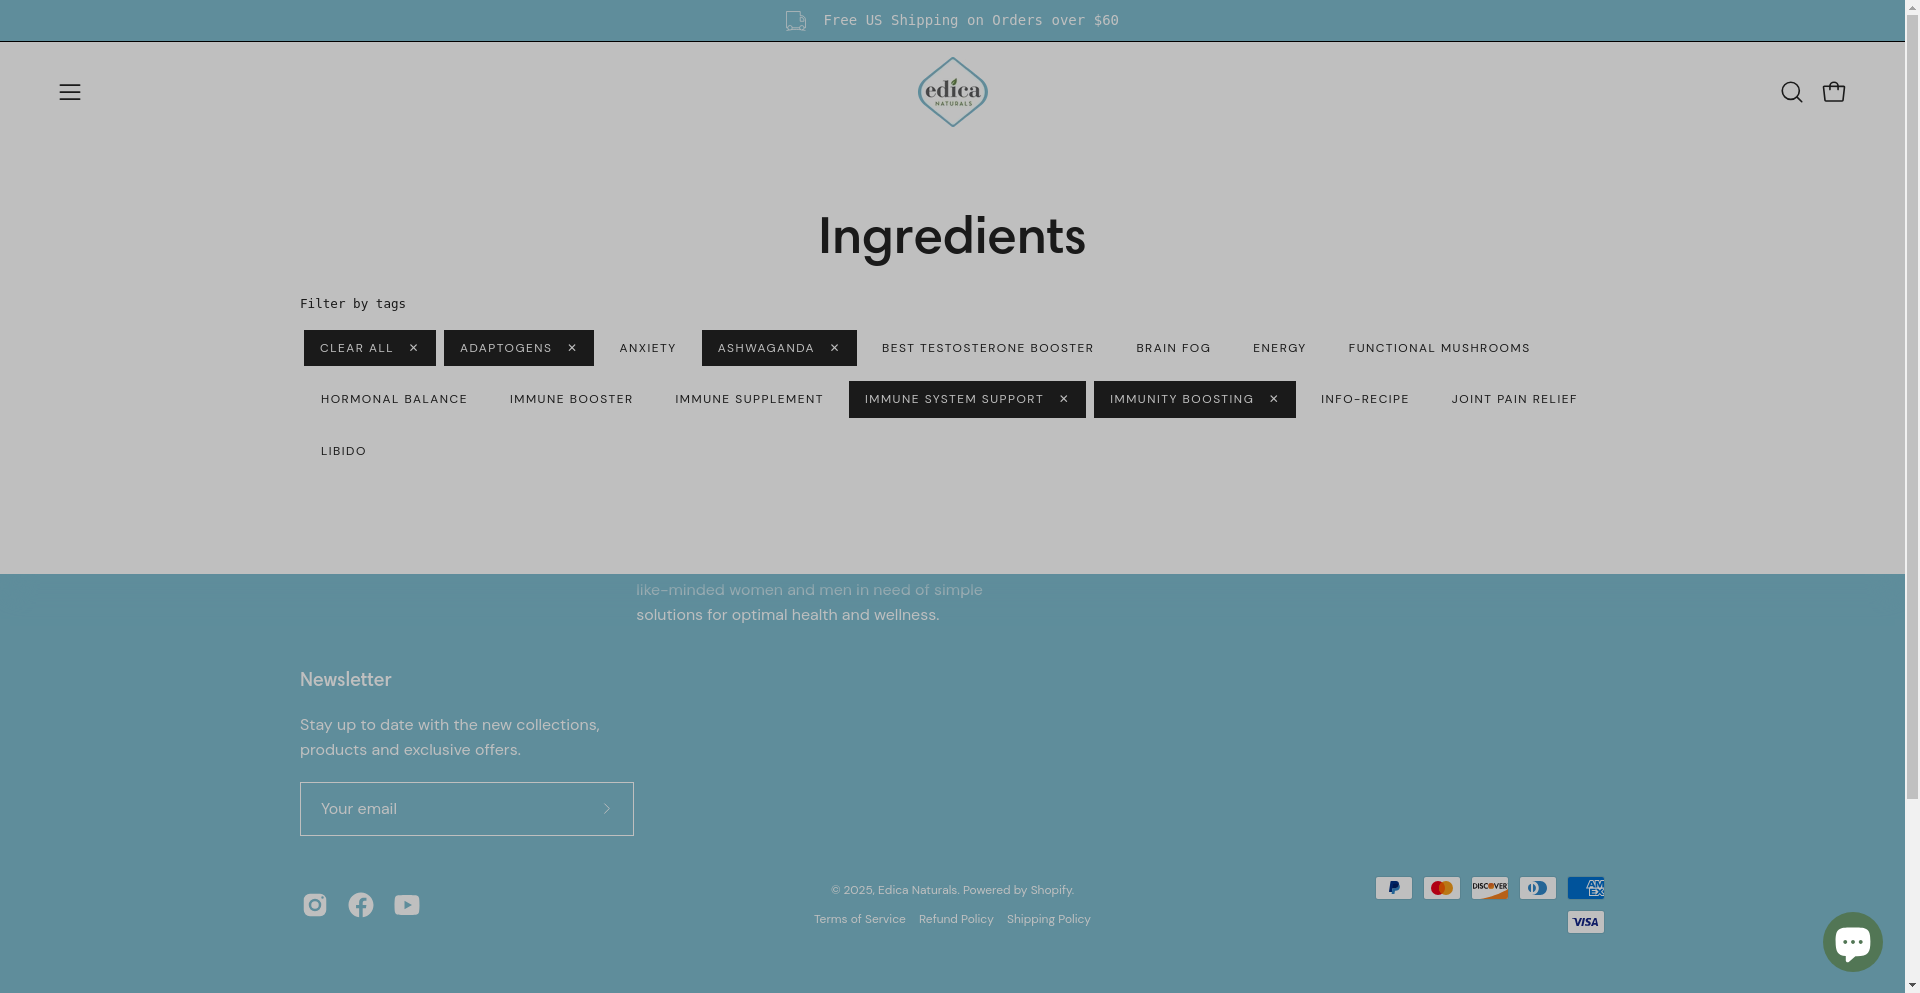 Free US Shipping on Orders over $60
edica
NATURALS
Ingredients
Filter by tags
CLEAR ALL ✕ ADAPTOGENS ✕ ANXIETY ASHWAGANDA ✕ BEST TESTOSTERONE BOOSTER BRAIN FOG ENERGY FUNCTIONAL MUSHROOMS
HORMONAL BALANCE IMMUNE BOOSTER IMMUNE SUPPLEMENT IMMUNE SYSTEM SUPPORT ✕ IMMUNITY BOOSTING ✕ INFO-RECIPE JOINT PAIN RELIEF
LIBIDO
like-minded women and men in need of simple
solutions for optimal health and wellness.
Newsletter
Stay up to date with the new collections,
products and exclusive offers.
Your email
© 2025, Edica Naturals. Powered by Shopify.
Terms of Service Refund Policy Shipping Policy
DISCOVER
AM
EX
VISA